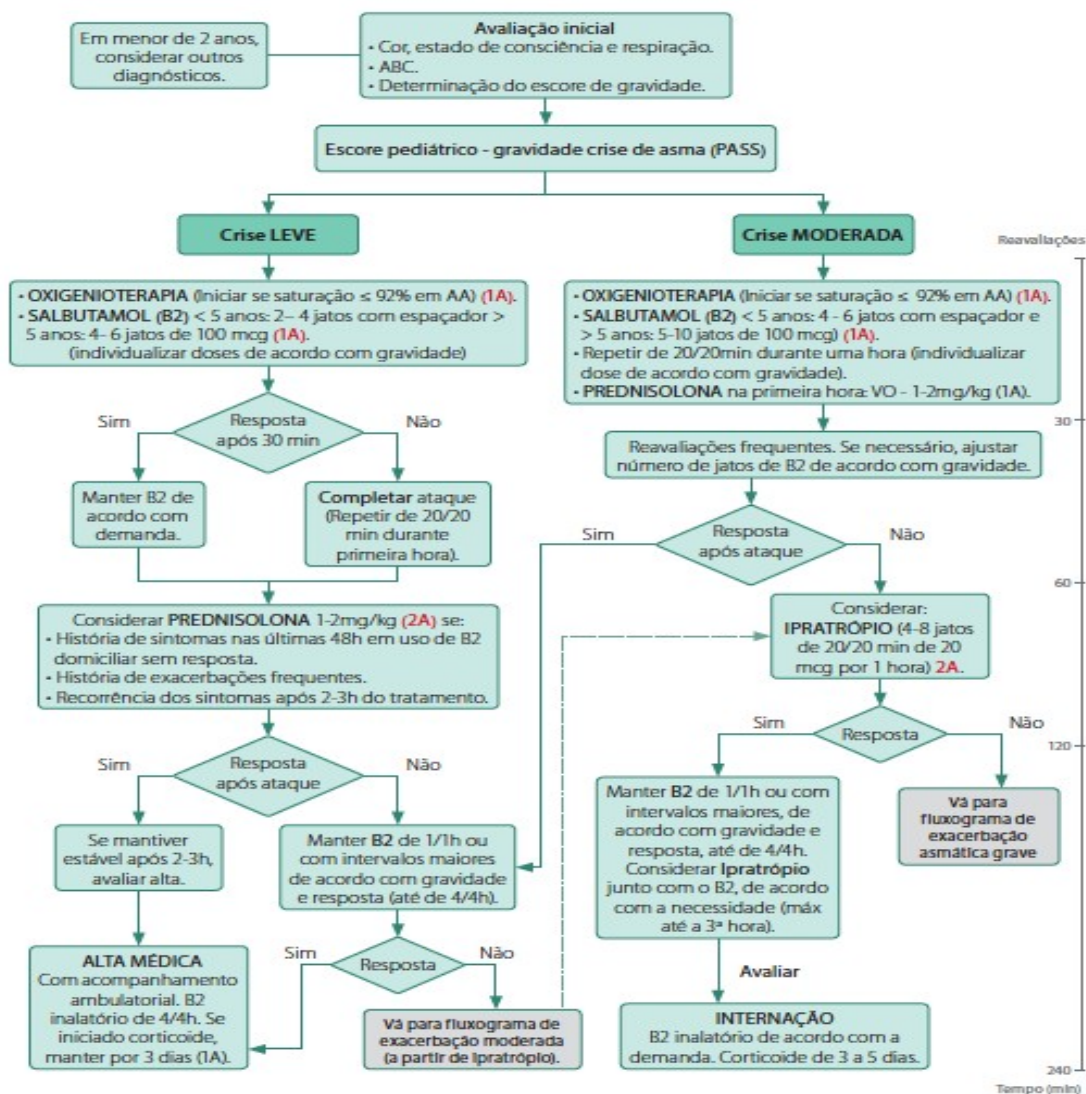 Em menor de 2 anos,
considerar outros
diagnósticos.
Avaliação inicial
• Cor, estado de consciência e respiração.
• ABC.
• Determinação do escore de gravidade.
Escore pediátrico - gravidade crise de asma (PASS)
Crise LEVE
Crise MODERADA
Reavaliações
• OXIGENIOTERAPIA (Iniciar se saturação ≤ 92% em AA) (1A).
• SALBUTAMOL (B2) < 5 anos: 2– 4 jatos com espaçador >
5 anos: 4- 6 jatos de 100 mcg (1A).
(individualizar doses de acordo com gravidade)
• OXIGENIOTERAPIA (Iniciar se saturação ≤ 92% em AA) (1A).
• SALBUTAMOL (B2) < 5 anos: 4 - 6 jatos com espaçador e
> 5 anos: 5-10 jatos de 100 mcg) (1A).
• Repetir de 20/20min durante uma hora (individualizar
dose de acordo com gravidade).
• PREDNISOLONA na primeira hora: VO - 1-2mg/kg (1A).
Sim
Resposta
após 30 min
Não
30
Reavaliações frequentes. Se necessário, ajustar
número de jatos de B2 de acordo com gravidade.
Manter B2 de
acordo com
demanda.
Completar ataque
(Repetir de 20/20
min durante
primeira hora).
Sim
Resposta
após ataque
Não
60
Considerar PREDNISOLONA 1-2mg/kg (2A) se:
• História de sintomas nas últimas 48h em uso de B2
domiciliar sem resposta.
• História de exacerbações frequentes.
• Recorrência dos sintomas após 2-3h do tratamento.
Considerar:
IPRATRÓPIO (4-8 jatos
de 20/20 min de 20
mcg por 1 hora) 2A.
Sim
Resposta
Não
120
Sim
Resposta
após ataque
Não
Se mantiver
estável após 2-3h,
avaliar alta.
Manter B2 de 1/1h ou
com intervalos maiores
de acordo com gravidade
e resposta (até de 4/4h).
Manter B2 de 1/1h ou com
intervalos maiores, de
acordo com gravidade e
resposta, até de 4/4h.
Considerar Ipratrópio
junto com o B2, de acordo
com a necessidade (máx
até a 3ª hora).
Vá para
fluxograma de
exacerbação
asmática grave
ALTA MÉDICA
Com acompanhamento
ambulatorial. B2
inalatório de 4/4h. Se
iniciado corticoide,
manter por 3 dias (1A).
Sim
Resposta
Não
Vá para fluxograma de
exacerbação moderada
(a partir de Ipratrópio).
Avaliar
INTERNAÇÃO
B2 inalatório de acordo com a
demanda. Corticoide de 3 a 5 dias.
240
Tempo (min)